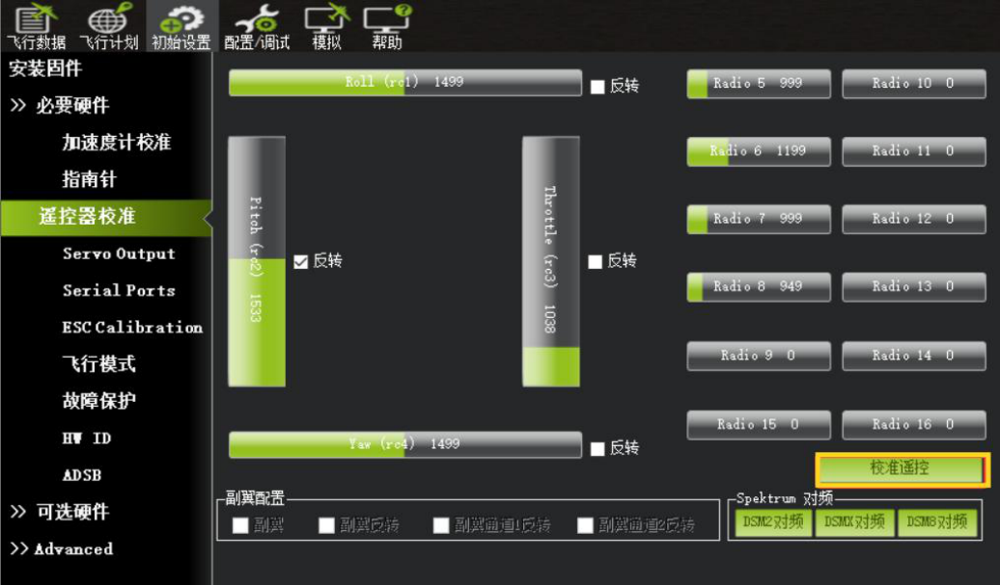 飞行数据 飞行计划 初始设置 配置/调试 模拟 帮助
安装固件
>> 必要硬件
加速度计校准
指南针
遥控器校准
Servo Output
Serial Ports
ESC Calibration
飞行模式
故障保护
HW ID
ADSB
>> 可选硬件
>> Advanced
Roll (rc1) 1499
反转
Pitch (rc2) 1533
反转
Throttle (rc3) 1038
反转
Yaw (rc4) 1499
反转
Radio 5 999
Radio 10 0
Radio 6 1199
Radio 11 0
Radio 7 999
Radio 12 0
Radio 8 949
Radio 13 0
Radio 9 0
Radio 14 0
Radio 15 0
Radio 16 0
校准遥控
副翼配置
副翼 副翼反转 副翼通道1反转 副翼通道2反转
Spektrum 对频
DSM2对频 DSMX对频 DSM8对频